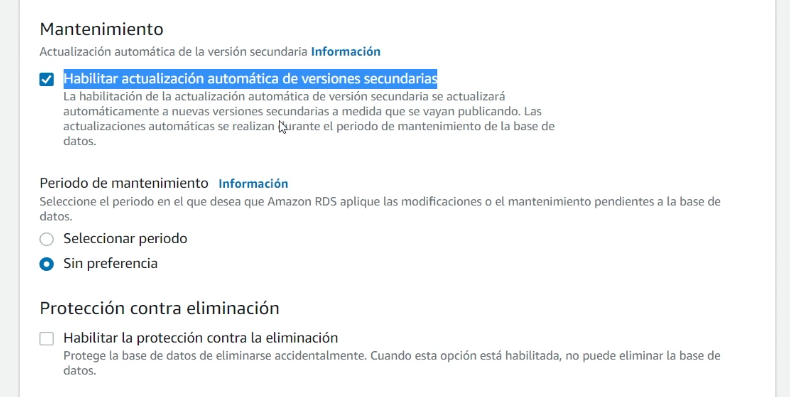 Mantenimiento
Actualización automática de la versión secundaria Información
Habilitar actualización automática de versiones secundarias
La habilitación de la actualización automática de versión secundaria se actualizará
automáticamente a nuevas versiones secundarias a medida que se vayan publicando. Las
actualizaciones automáticas se realizan durante el periodo de mantenimiento de la base de
datos.
Periodo de mantenimiento Información
Seleccione el periodo en el que desea que Amazon RDS aplique las modificaciones o el mantenimiento pendientes a la base de
datos.
Seleccionar periodo
Sin preferencia
Protección contra eliminación
Habilitar la protección contra la eliminación
Protege la base de datos de eliminarse accidentalmente. Cuando esta opción está habilitada, no puede eliminar la base de
datos.